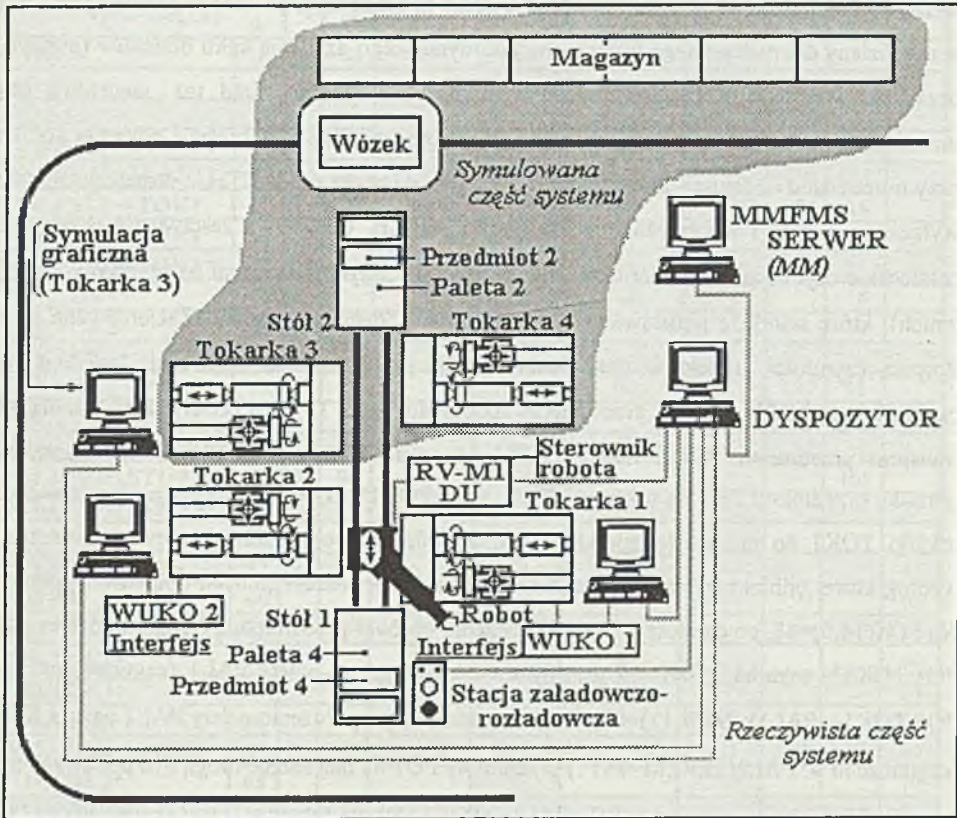 Magazyn
Wózek
Symulowana
część systemu
Symulacja
graficzna
(Tokarka 3)
MMFMS
SERWER
(MM)
Przedmiot 2
Paleta 2
Stół 2
Tokarka 3
Tokarka 4
DYSPOZYTOR
Sterownik
robota
RV-M1
DU
Tokarka 2
Tokarka 1
WUKO 2
Interfejs
Stół 1
Robot
Interfejs
WUKO 1
Paleta 4
Przedmiot 4
Stacja załadowczo-
rozładowcza
Rzeczywista część
systemu